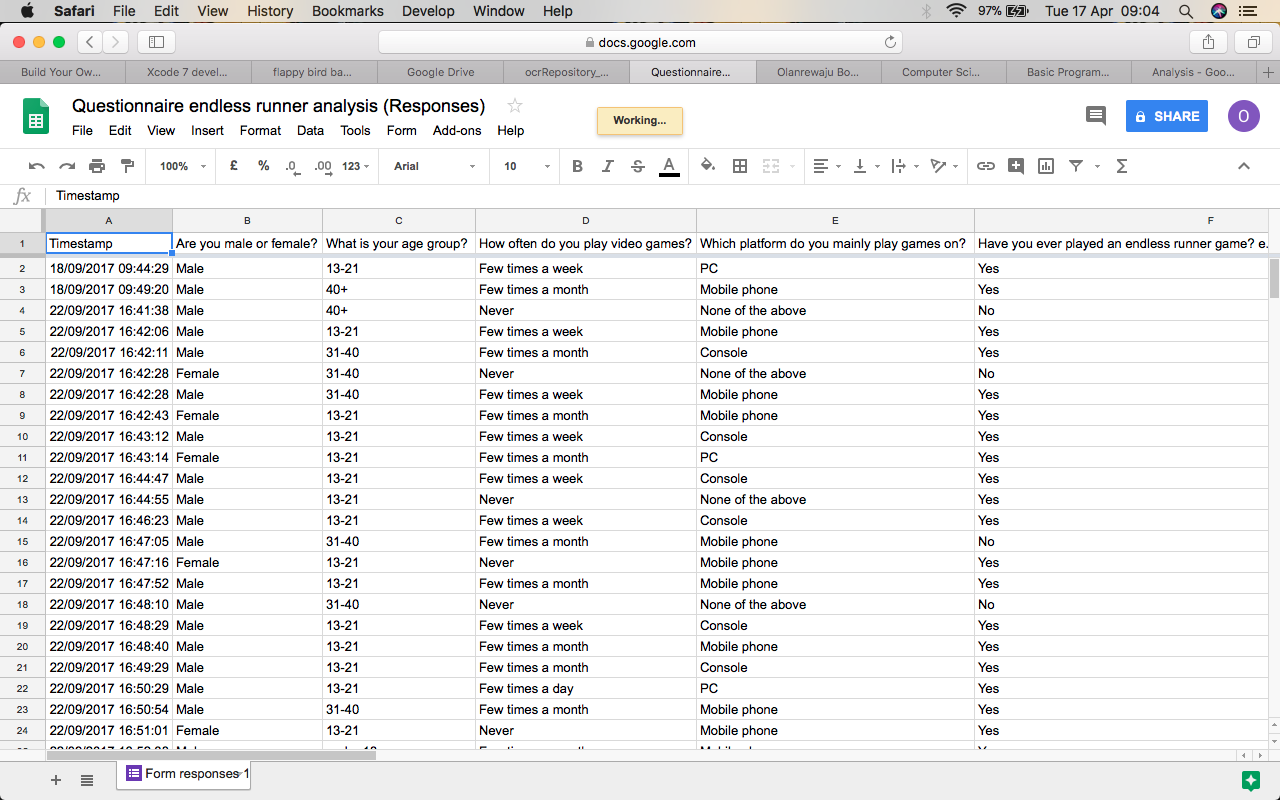 Safari File Edit View History Bookmarks Develop Window Help 97% Tue 17 Apr 09:04
docs.google.com
Build Your Ow... Xcode 7 devel... flappy bird ba... Google Drive ocrRepository_... Questionnaire... Olanrewaju Bo... Computer Sci... Basic Program... Analysis - Goo...
Questionnaire endless runner analysis (Responses)
Working...
SHARE
O
File Edit View Insert Format Data Tools Form Add-ons Help
100% £ % .0 .00 123 Arial 10 B I S A
fx Timestamp
A B C D E F
1 Timestamp Are you male or female? What is your age group? How often do you play video games? Which platform do you mainly play games on? Have you ever played an endless runner game? e.
2 18/09/2017 09:44:29 Male 13-21 Few times a week PC Yes
3 18/09/2017 09:49:20 Male 40+ Few times a month Mobile phone Yes
4 22/09/2017 16:41:38 Male 40+ Never None of the above No
5 22/09/2017 16:42:06 Male 13-21 Few times a week Mobile phone Yes
6 22/09/2017 16:42:11 Male 31-40 Few times a month Console Yes
7 22/09/2017 16:42:28 Female 31-40 Never None of the above No
8 22/09/2017 16:42:28 Male 31-40 Few times a week Mobile phone Yes
9 22/09/2017 16:42:43 Female 13-21 Few times a month Mobile phone Yes
10 22/09/2017 16:43:12 Male 13-21 Few times a week Console Yes
11 22/09/2017 16:43:14 Female 13-21 Few times a month PC Yes
12 22/09/2017 16:44:47 Male 13-21 Few times a week Console Yes
13 22/09/2017 16:44:55 Male 13-21 Never None of the above Yes
14 22/09/2017 16:46:23 Male 13-21 Few times a week Console Yes
15 22/09/2017 16:47:05 Male 31-40 Few times a month Mobile phone No
16 22/09/2017 16:47:16 Female 13-21 Never Mobile phone Yes
17 22/09/2017 16:47:52 Male 13-21 Few times a month Mobile phone Yes
18 22/09/2017 16:48:10 Male 31-40 Never None of the above No
19 22/09/2017 16:48:29 Male 13-21 Few times a week Console Yes
20 22/09/2017 16:48:40 Male 13-21 Few times a month Mobile phone Yes
21 22/09/2017 16:49:29 Male 13-21 Few times a month Console Yes
22 22/09/2017 16:50:29 Male 13-21 Few times a day PC Yes
23 22/09/2017 16:50:54 Male 31-40 Few times a month Mobile phone Yes
24 22/09/2017 16:51:01 Female 13-21 Never Mobile phone Yes
Form responses 1